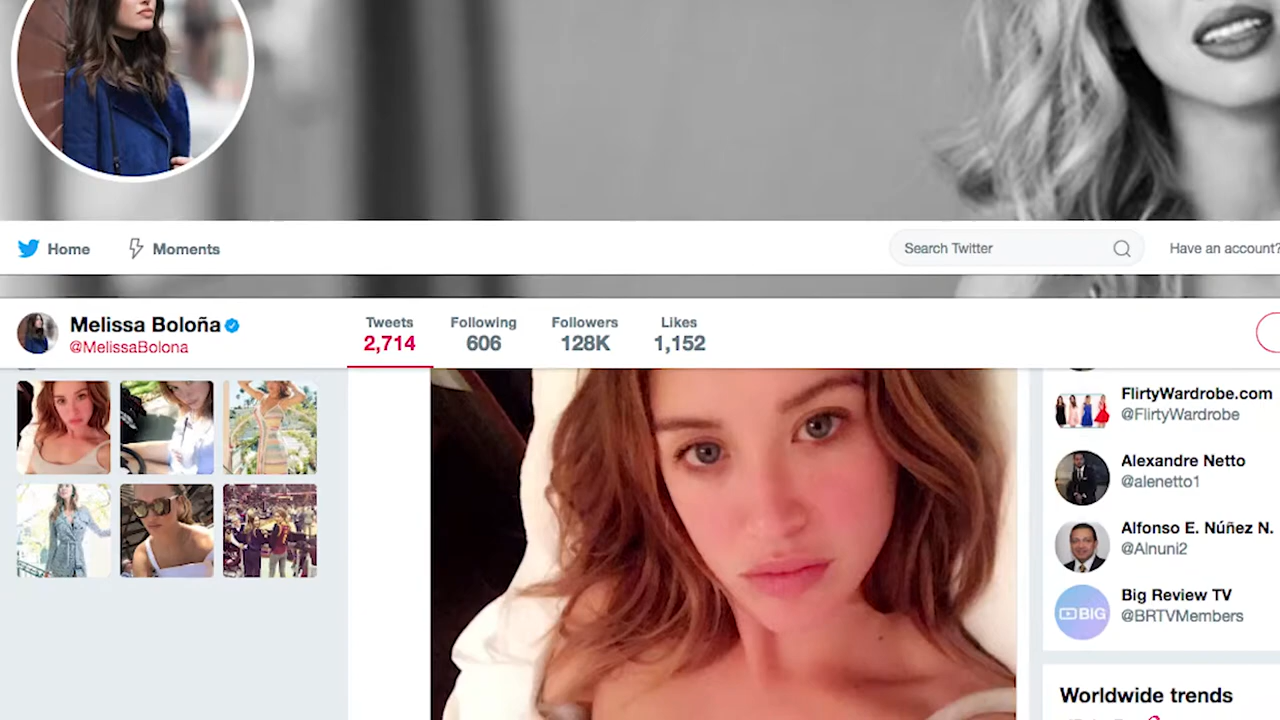 Home
Moments
Search Twitter
Have an account?
Melissa Boloña
@MelissaBolona
Tweets
2,714
Following
606
Followers
128K
Likes
1,152
FlirtyWardrobe.com
@FlirtyWardrobe
Alexandre Netto
@alenetto1
Alfonso E. Núñez N.
@Alnuni2
BIG
Big Review TV
@BRTVMembers
Worldwide trends